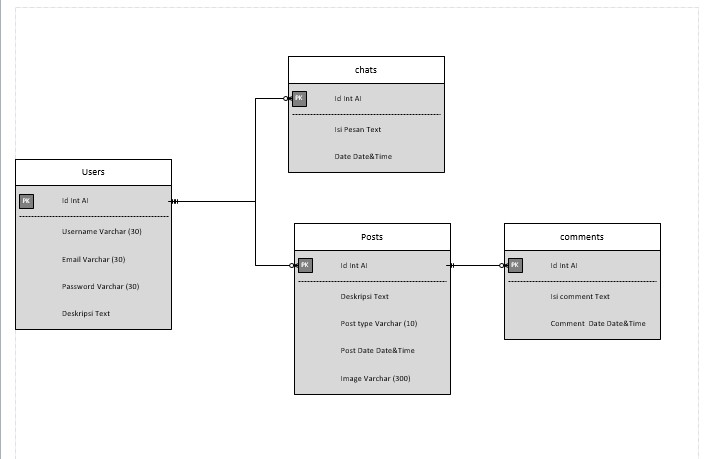 chats
PK Id Int AI
Isi Pesan Text
Date Date&Time
Users
PK Id Int AI
Username Varchar (30)
Email Varchar (30)
Password Varchar (30)
Deskripsi Text
Posts
PK Id Int AI
Deskripsi Text
Post type Varchar (10)
Post Date Date&Time
Image Varchar (300)
comments
PK Id Int AI
Isi comment Text
Comment Date Date&Time